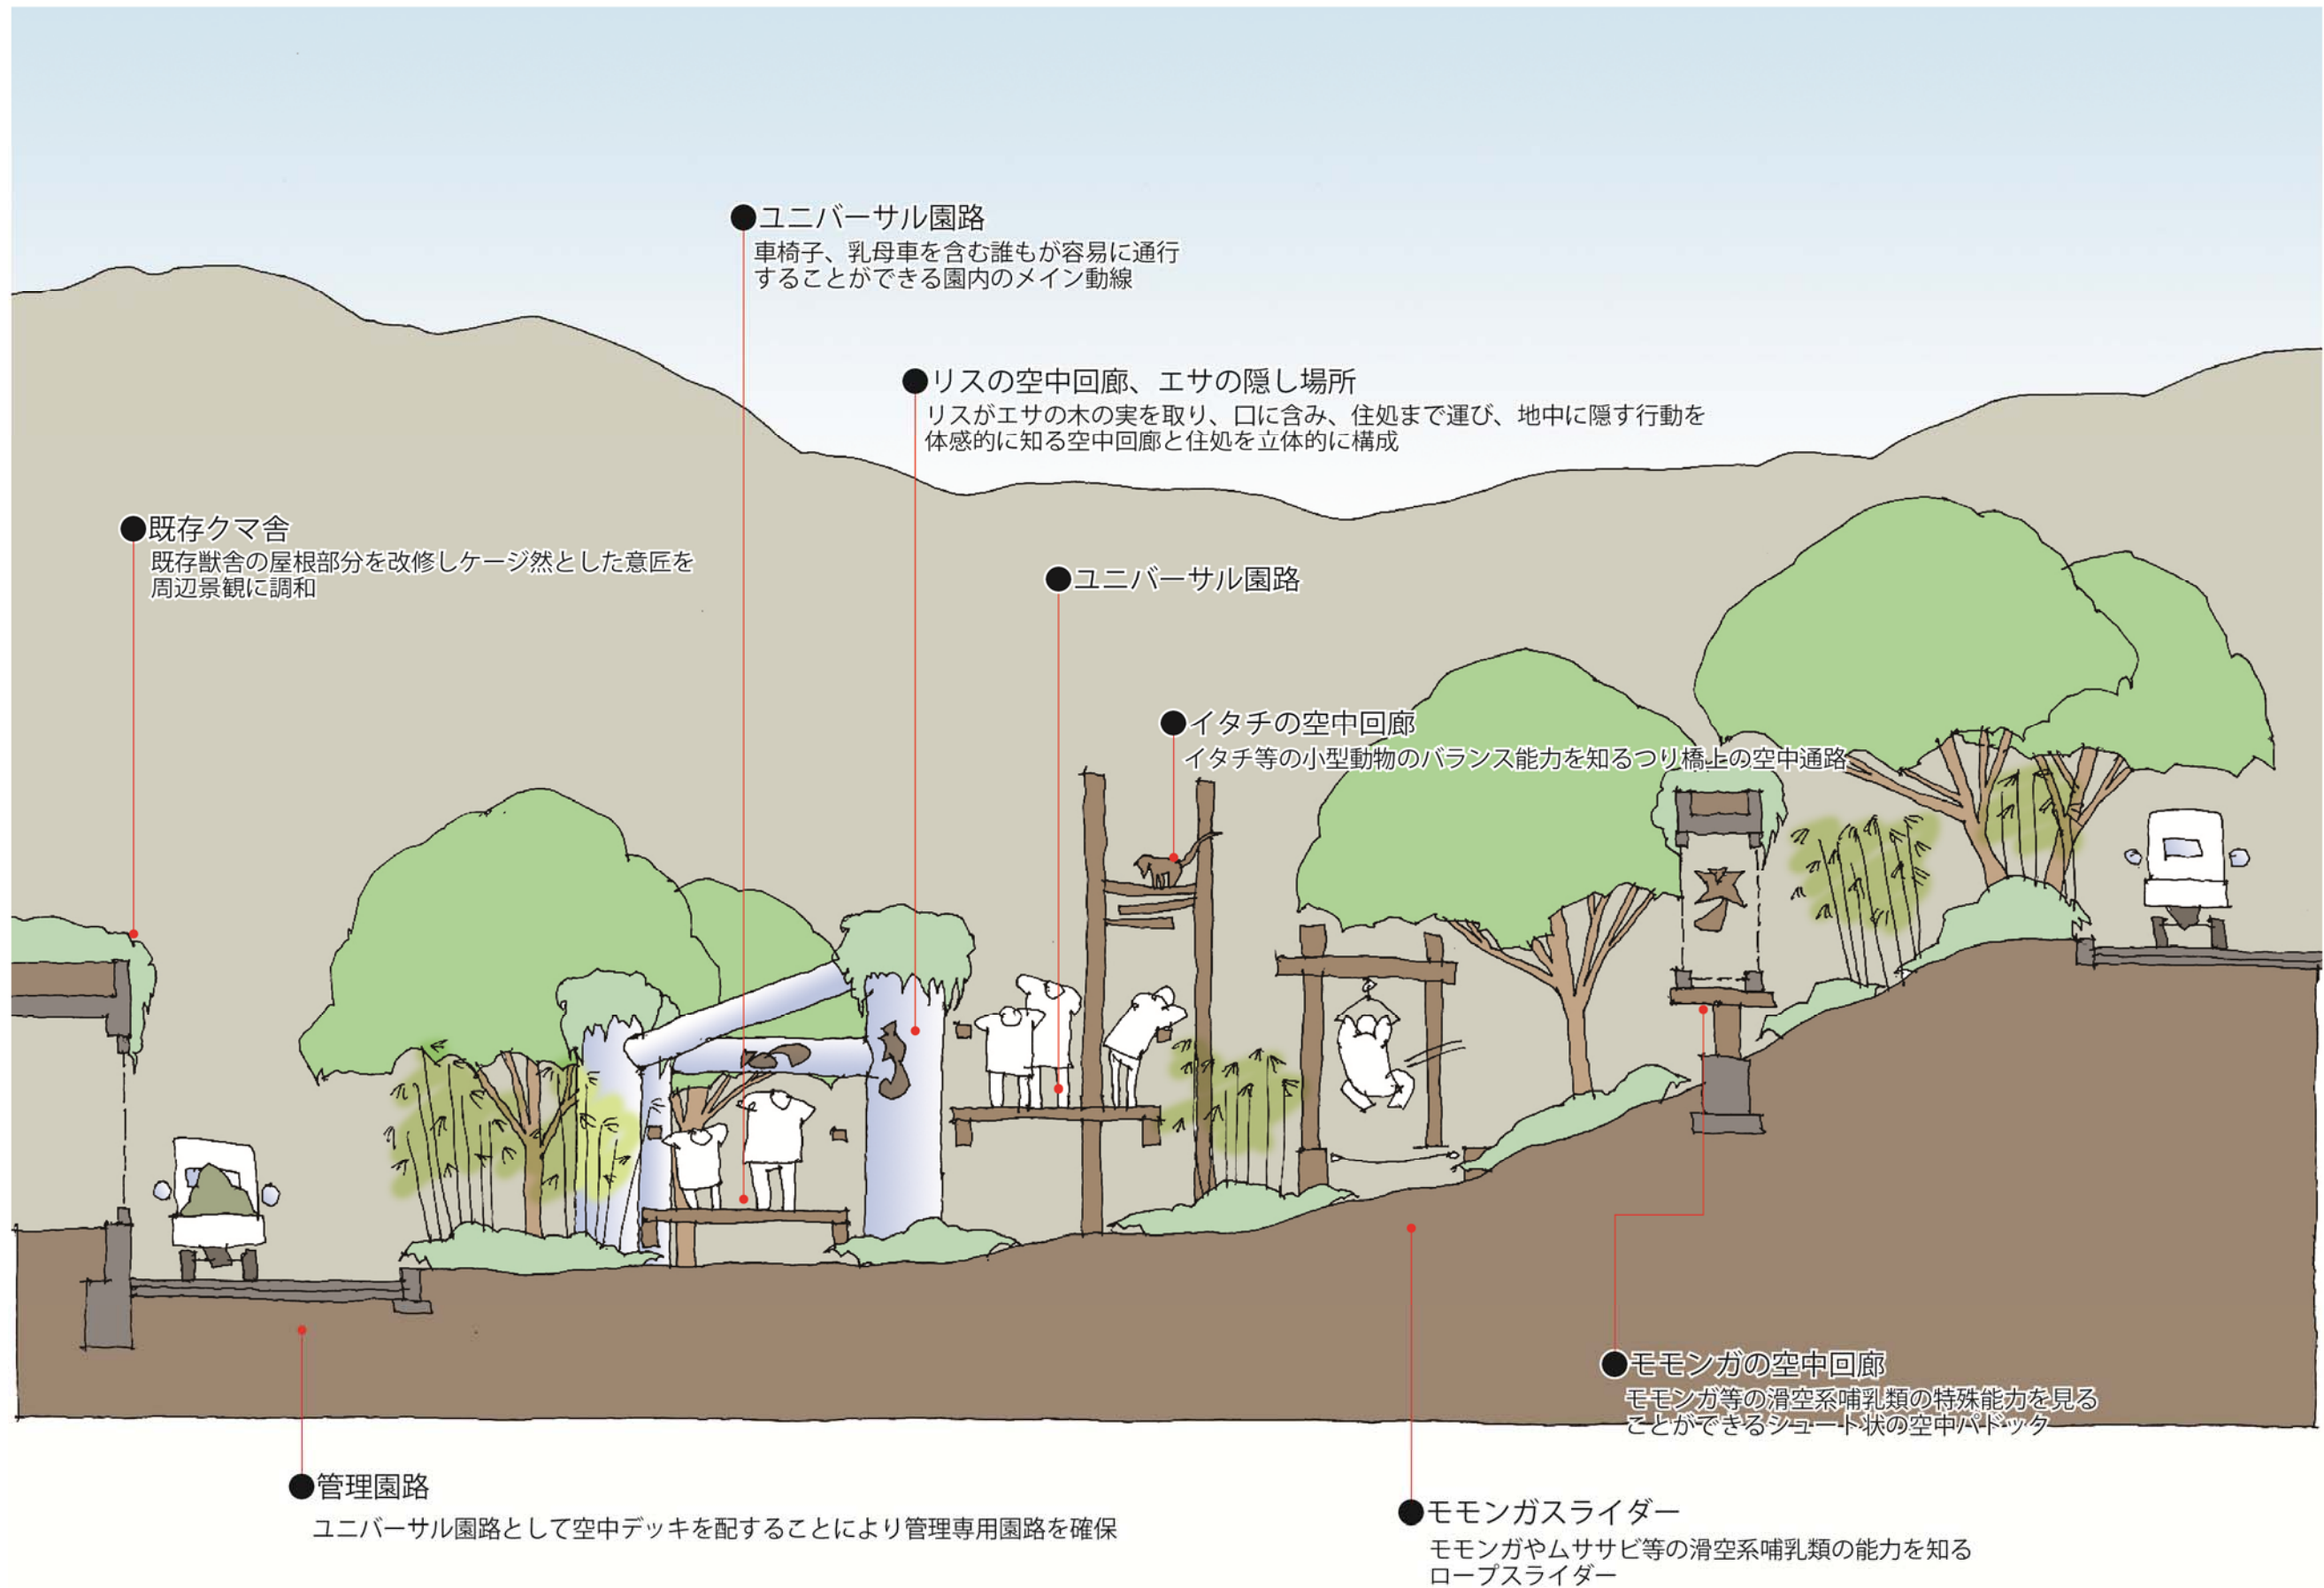 ●ユニバーサル園路
車椅子、乳母車を含む誰もが容易に通行
することができる園内のメイン動線
●リスの空中回廊、エサの隠し場所
リスがエサの木の実を取り、口に含み、住処まで運び、地中に隠す行動を
体感的に知る空中回廊と住処を立体的に構成
●既存クマ舎
既存獣舎の屋根部分を改修しケージ然とした意匠を
周辺景観に調和
●ユニバーサル園路
●イタチの空中回廊
イタチ等の小型動物のバランス能力を知るつり橋上の空中通路
●モモンガの空中回廊
モモンガ等の滑空系哺乳類の特殊能力を見る
ことができるシュート状の空中パドック
●管理園路
ユニバーサル園路として空中デッキを配することにより管理専用園路を確保
●モモンガスライダー
モモンガやムササビ等の滑空系哺乳類の能力を知る
ロープスライダー